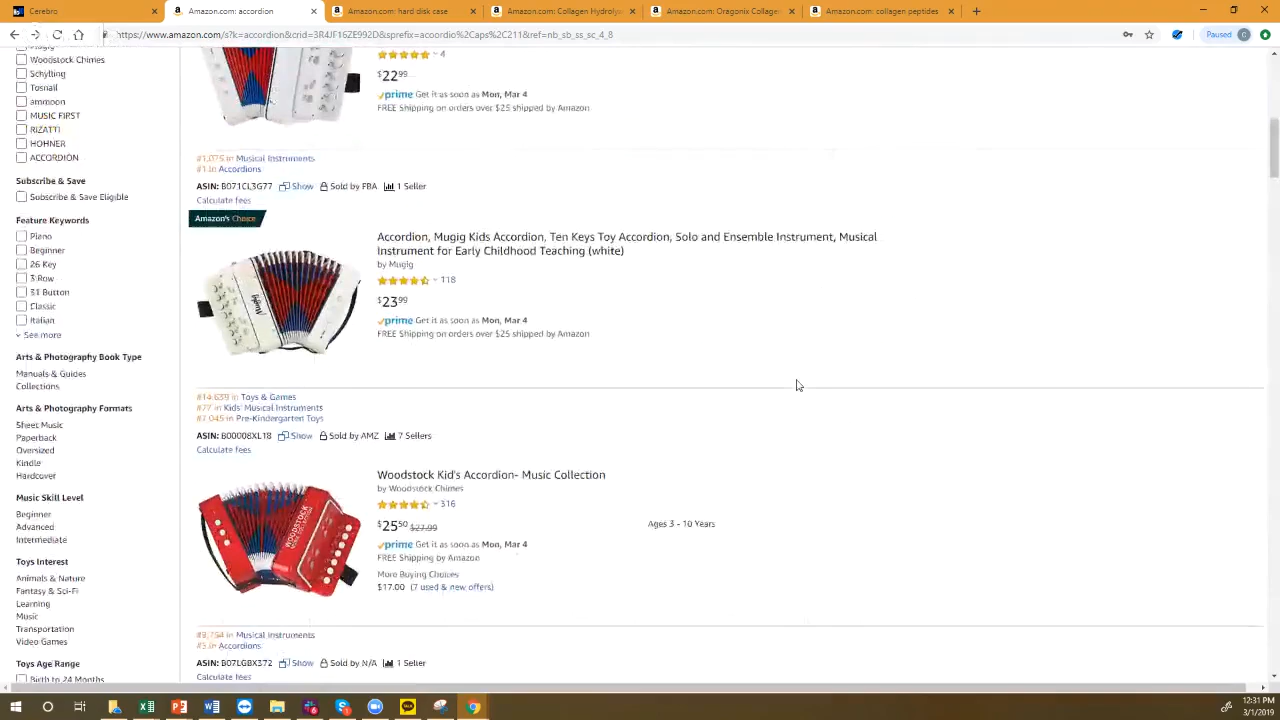 Cerebro
Amazon.com: accordion
Amazon.com: hard disk case
Amazon.com: Collagen Hydrolys
Amazon.com: Oragonix Collagen
Amazon.com: collagen peptides
https://www.amazon.com/s?k=accordion&crid=3R4JF16ZE992D&sprefix=accordio%2Caps%2C211&ref=nb_sb_ss_sc_4_8
Paused
Mugig
Woodstock Chimes
Schylling
Tosnail
ammoon
MUSIC FIRST
RIZATTI
HOHNER
ACCORDION
Subscribe & Save
Subscribe & Save Eligible
Feature Keywords
Piano
Beginner
26 Key
3 Row
31 Button
Classic
Italian
See more
Arts & Photography Book Type
Manuals & Guides
Collections
Arts & Photography Formats
Sheet Music
Paperback
Oversized
Kindle
Hardcover
Music Skill Level
Beginner
Advanced
Intermediate
Toys Interest
Animals & Nature
Fantasy & Sci-Fi
Learning
Music
Transportation
Video Games
Toys Age Range
Birth to 24 Months
4
$22.99
prime Get it as soon as Mon, Mar 4
FREE Shipping on orders over $25 shipped by Amazon
#1,075 in Musical Instruments
#1 in Accordions
ASIN: B071CL3G77 Show Sold by FBA 1 Seller
Calculate fees
Amazon's Choice
Accordion, Mugig Kids Accordion, Ten Keys Toy Accordion, Solo and Ensemble Instrument, Musical
Instrument for Early Childhood Teaching (white)
by Mugig
118
$23.99
prime Get it as soon as Mon, Mar 4
FREE Shipping on orders over $25 shipped by Amazon
#14,639 in Toys & Games
#77 in Kids' Musical Instruments
#7,045 in Pre-Kindergarten Toys
ASIN: B00008XL18 Show Sold by AMZ 7 Sellers
Calculate fees
Woodstock Kid's Accordion- Music Collection
by Woodstock Chimes
316
$25.50 $27.99
Ages 3 - 10 Years
prime Get it as soon as Mon, Mar 4
FREE Shipping by Amazon
More Buying Choices
$17.00 (7 used & new offers)
WOODSTOCK
in Musical Instruments
in Accordions
ASIN: B07LGBX372 Show Sold by N/A 1 Seller
Calculate fees
12:31 PM
3/1/2019